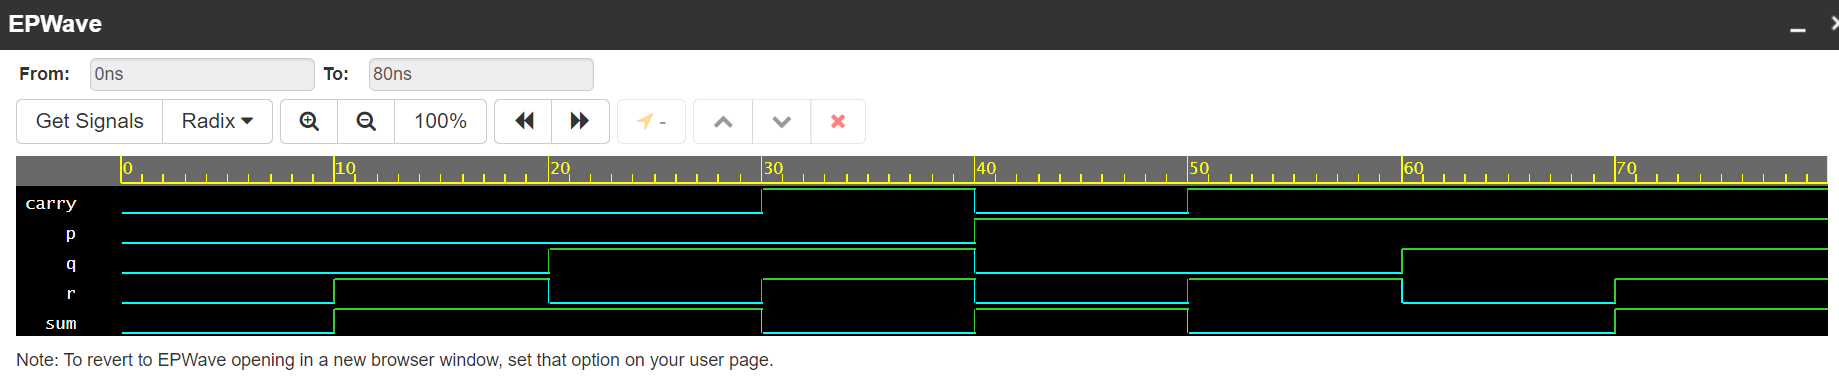 EPWave
From: 0ns To: 80ns
Get Signals Radix 100% -
0 10 20 30 40 50 60 70
carry
p
q
r
sum
Note: To revert to EPWave opening in a new browser window, set that option on your user page.